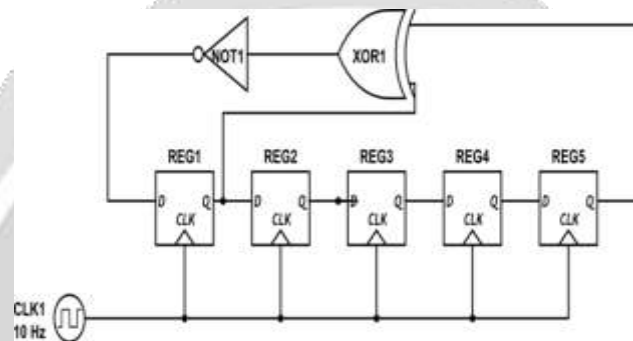 NOT1
XOR1
REG1 REG2 REG3 REG4 REG5
D Q D Q D Q D Q D Q
CLK CLK CLK CLK CLK
CLK1
10 Hz